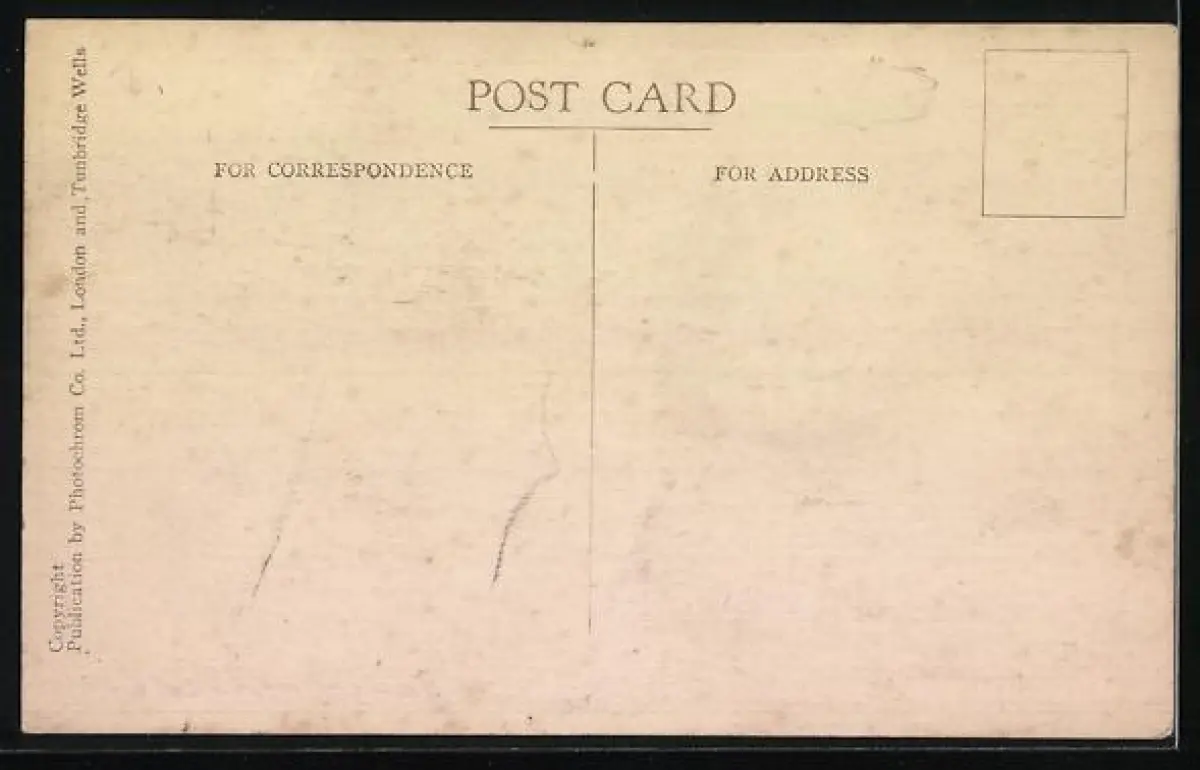 POST CARD
FOR CORRESPONDENCE
FOR ADDRESS
Copyright
Publication by Photochrom Co. Ltd., London and Tunbridge Wells